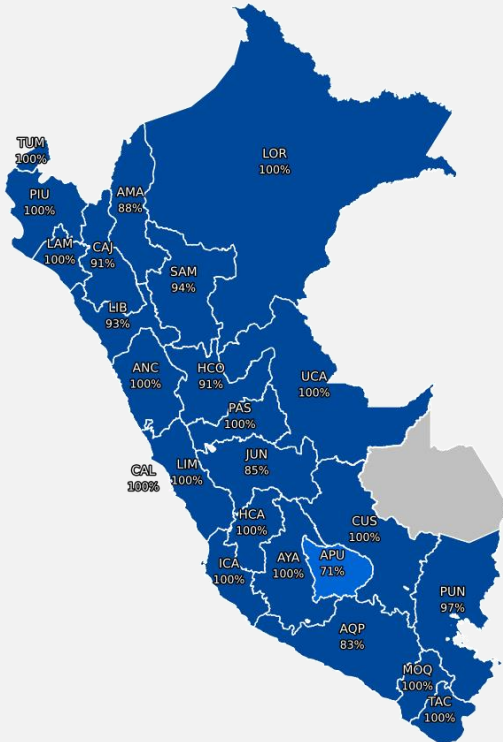 TUM
100%
LOR
100%
PIU
100%
AMA
88%
LAM
100%
CAJ
91%
SAM
94%
LIB
93%
ANC
100%
HCO
91%
UCA
100%
PAS
100%
JUN
85%
LIM
100%
CAL
100%
HCA
100%
CUS
100%
ICA
100%
AYA
100%
APU
71%
PUN
97%
AQP
83%
MOQ
100%
TAC
100%